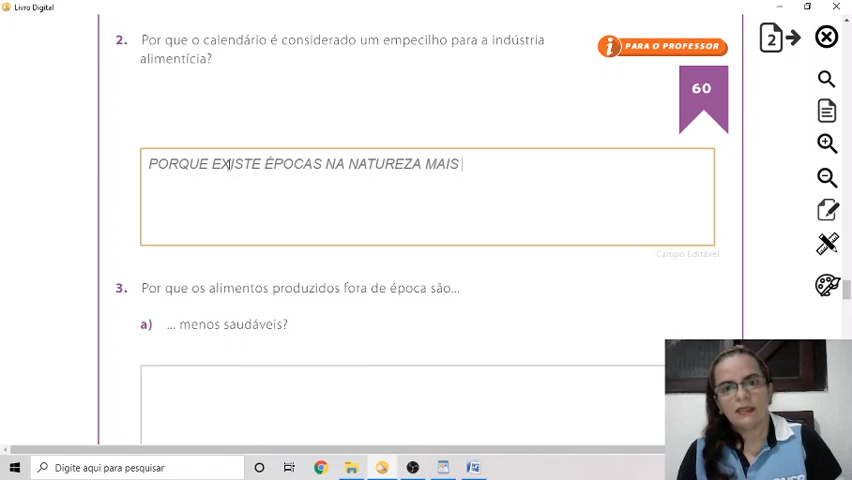 Livro Digital
2. Por que o calendário é considerado um empecilho para a indústria
alimentícia?
i PARA O PROFESSOR
2
60
PORQUE EXISTE ÉPOCAS NA NATUREZA MAIS
Campo Editável
3. Por que os alimentos produzidos fora de época são...
a) ... menos saudáveis?
Digite aqui para pesquisar